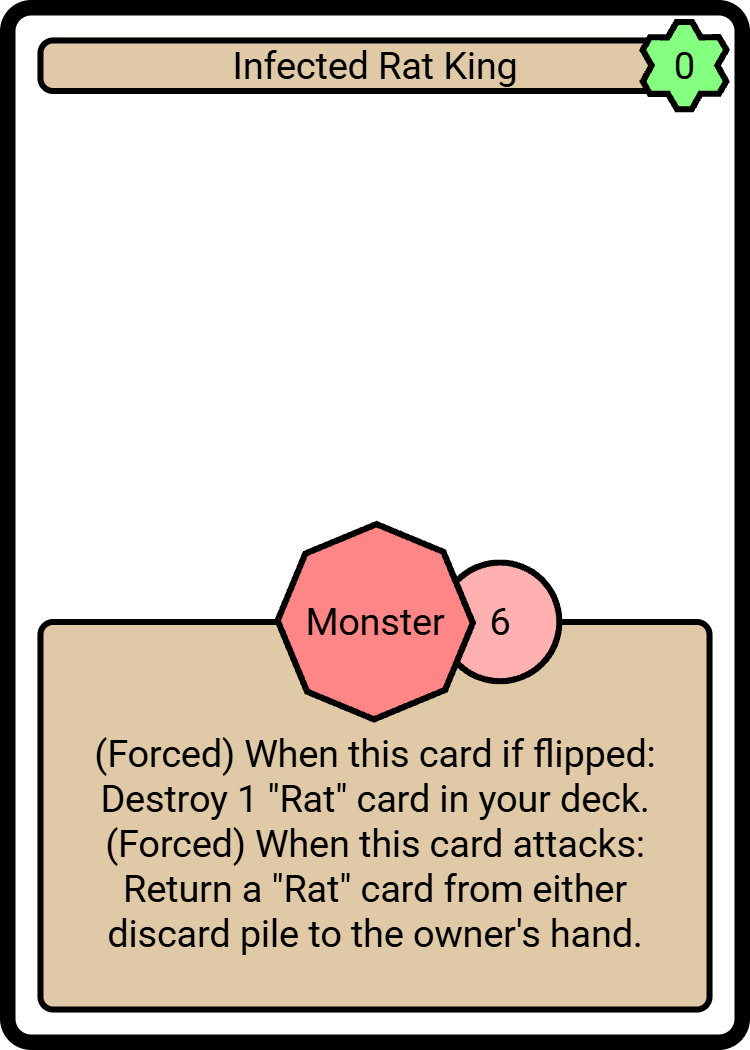 Infected Rat King
0
Monster
6
(Forced) When this card if flipped:
Destroy 1 "Rat" card in your deck.
(Forced) When this card attacks:
Return a "Rat" card from either
discard pile to the owner's hand.